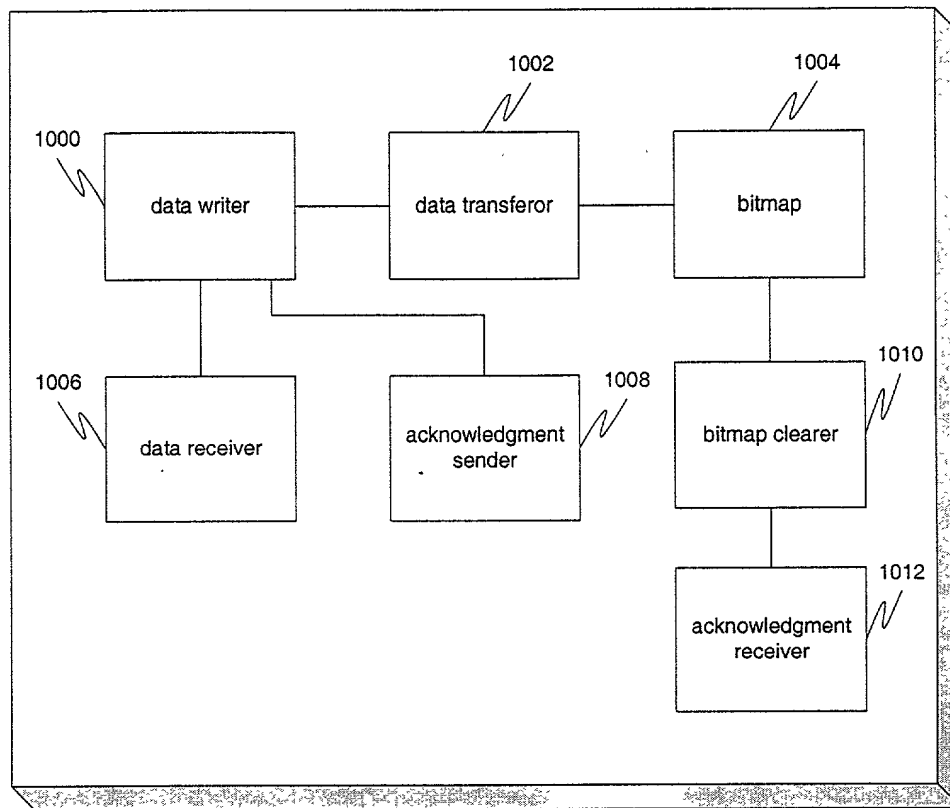 1002
1004
1000
data writer
data transferor
bitmap
1006
1008
1010
data receiver
acknowledgment
sender
bitmap clearer
1012
acknowledgment
receiver